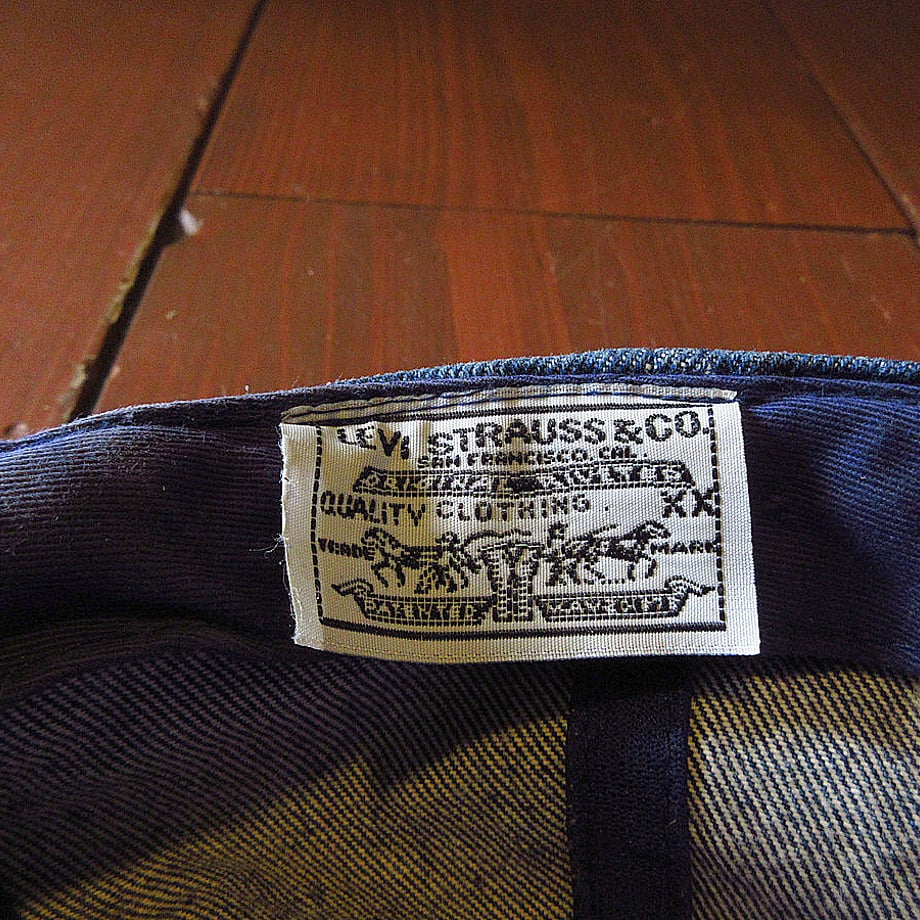 LEVI STRAUSS & CO.
SAN FRANCISCO, CAL.
QUALITY CLOTHING. XX
TRADE MARK